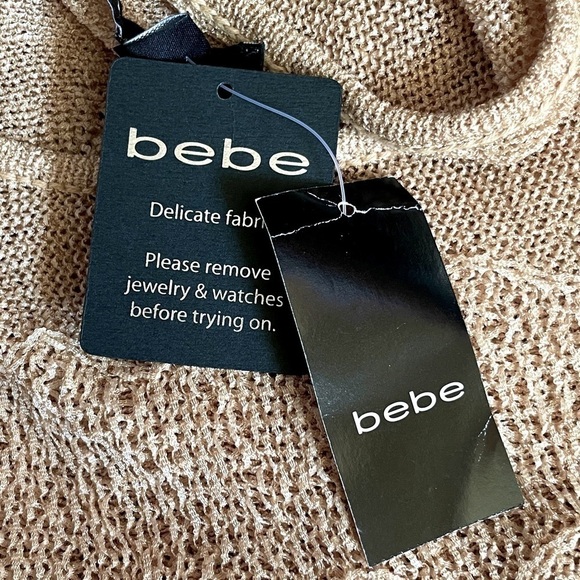 bebe
Delicate fabri
Please remove
jewelry & watches
before trying on.
bebe